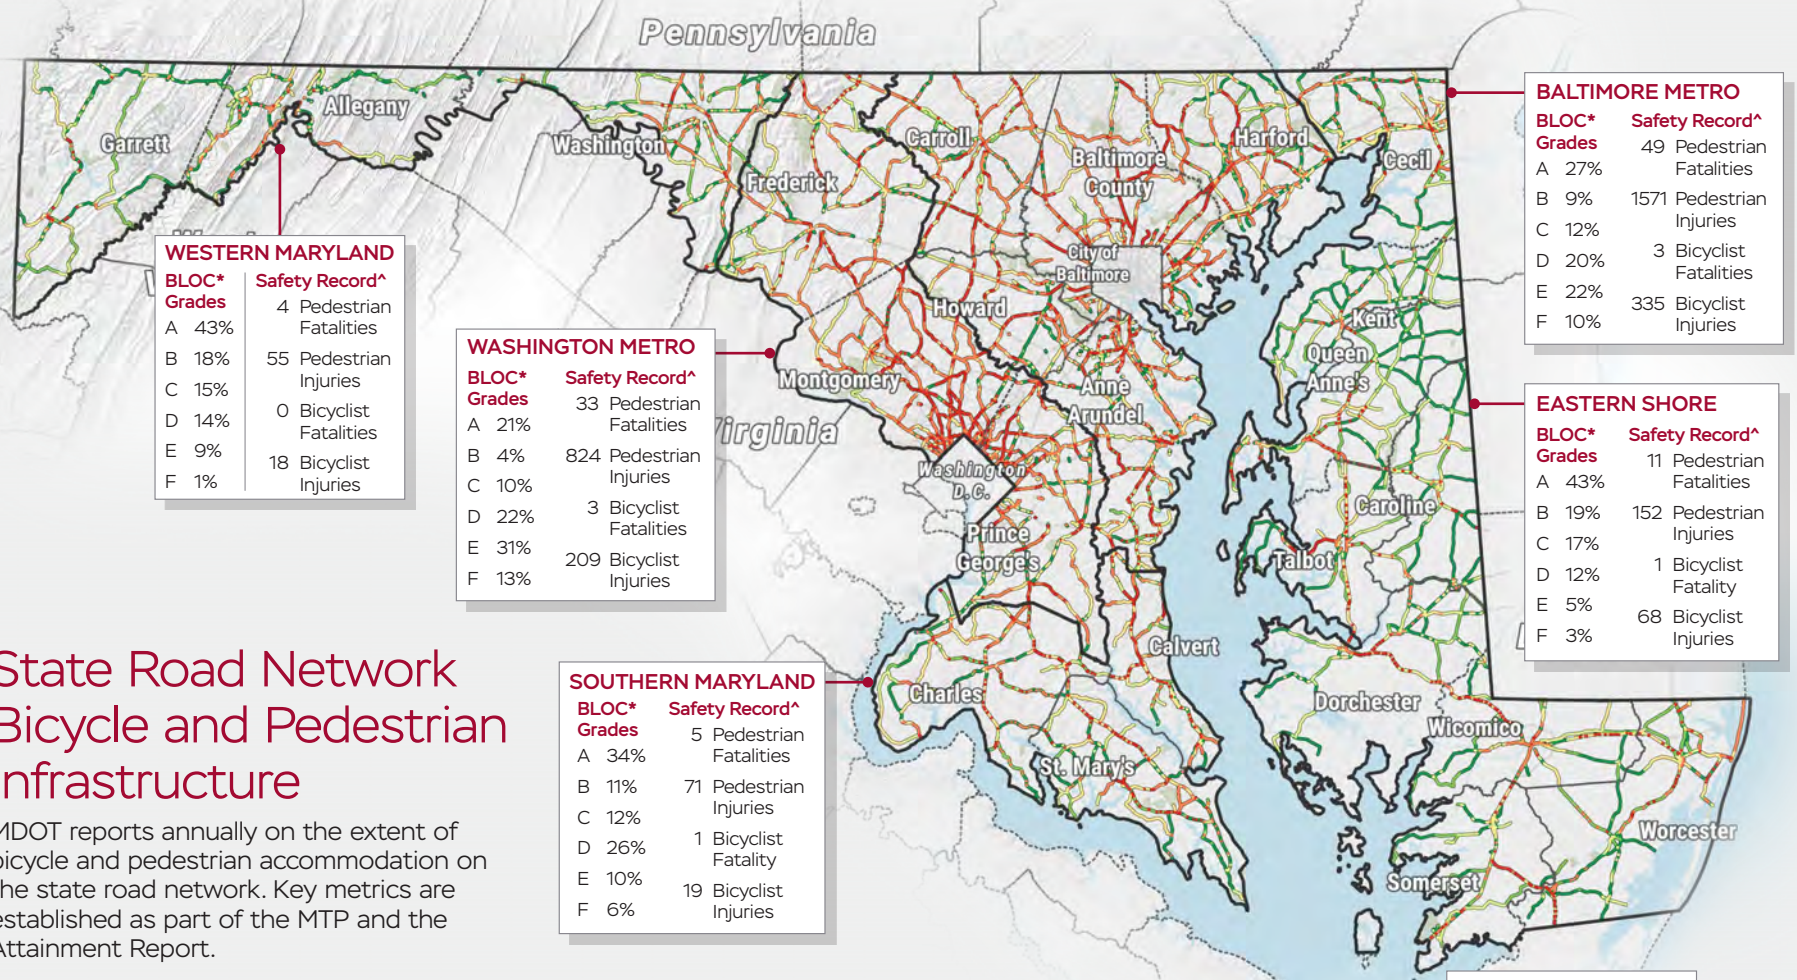 Pennsylvania
Garrett
Allegany
Washington
Frederick
Carroll
Baltimore
County
Harford
Cecil
City of
Baltimore
Howard
Montgomery
Anne
Arundel
Kent
Queen
Anne's
Virginia
Washington
D.C.
Prince
George's
Caroline
Talbot
Calvert
Charles
St. Mary's
Dorchester
Wicomico
Worcester
Somerset
WESTERN MARYLAND
BLOC* Safety Record^
Grades
A 43%
B 18%
C 15%
D 14%
E 9%
F 1%
4 Pedestrian
Fatalities
55 Pedestrian
Injuries
0 Bicyclist
Fatalities
18 Bicyclist
Injuries
WASHINGTON METRO
BLOC* Safety Record^
Grades
A 21%
B 4%
C 10%
D 22%
E 31%
F 13%
33 Pedestrian
Fatalities
824 Pedestrian
Injuries
3 Bicyclist
Fatalities
209 Bicyclist
Injuries
BALTIMORE METRO
BLOC* Safety Record^
Grades
A 27%
B 9%
C 12%
D 20%
E 22%
F 10%
49 Pedestrian
Fatalities
1571 Pedestrian
Injuries
3 Bicyclist
Fatalities
335 Bicyclist
Injuries
EASTERN SHORE
BLOC* Safety Record^
Grades
A 43%
B 19%
C 17%
D 12%
E 5%
F 3%
11 Pedestrian
Fatalities
152 Pedestrian
Injuries
1 Bicyclist
Fatality
68 Bicyclist
Injuries
SOUTHERN MARYLAND
BLOC* Safety Record^
Grades
A 34%
B 11%
C 12%
D 26%
E 10%
F 6%
5 Pedestrian
Fatalities
71 Pedestrian
Injuries
1 Bicyclist
Fatality
19 Bicyclist
Injuries
State Road Network
Bicycle and Pedestrian
Infrastructure
MDOT reports annually on the extent of
bicycle and pedestrian accommodation on
the state road network. Key metrics are
established as part of the MTP and the
Attainment Report.